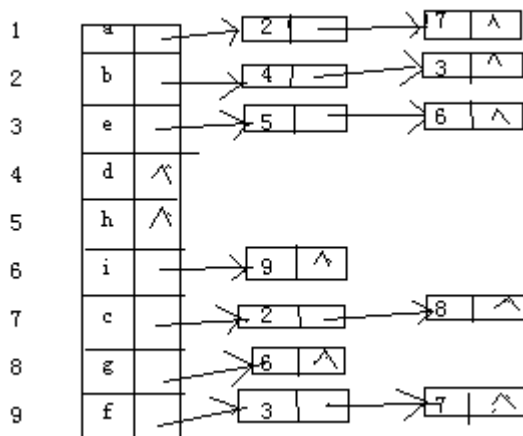 1 a 2 7 ^
2 b 4 3 ^
3 e 5 6 ^
4 d ^
5 h ^
6 i 9 ^
7 c 2 8 ^
8 g 6 ^
9 f 3 7 ^